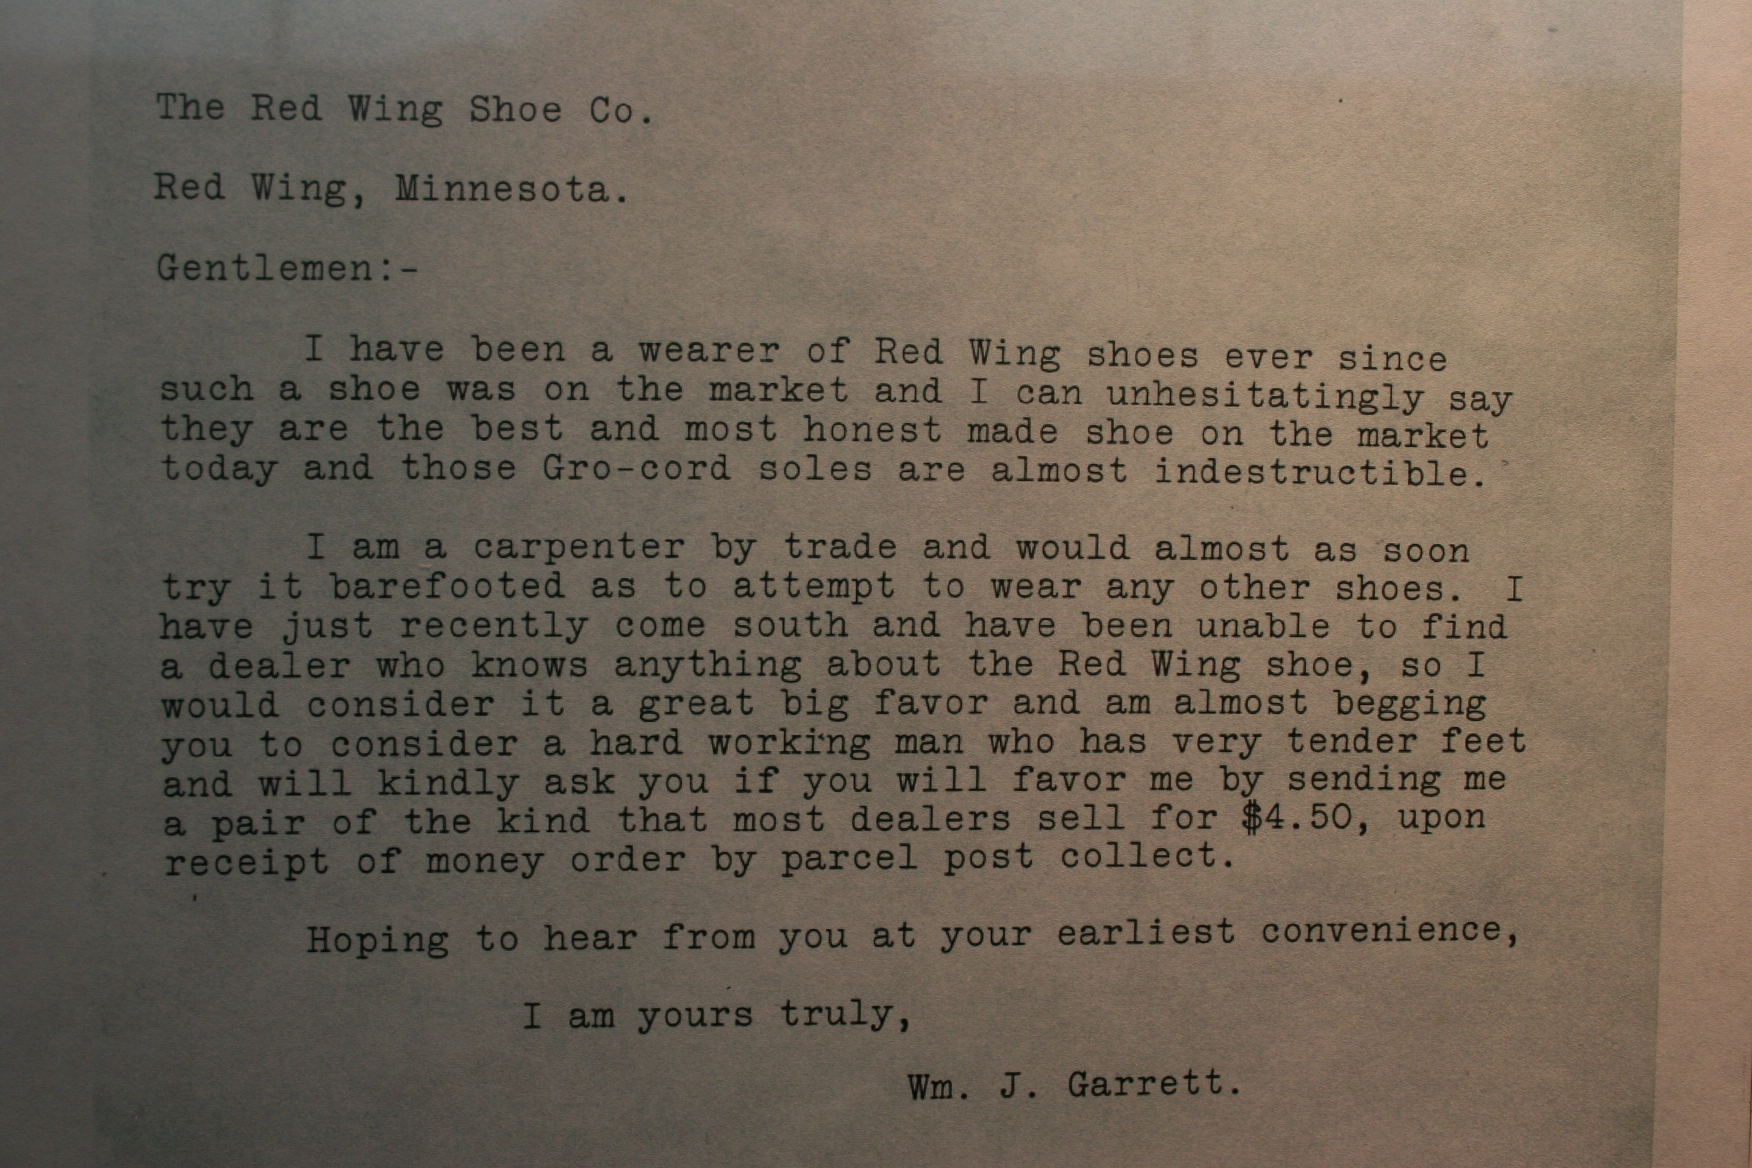 The Red Wing Shoe Co.
Red Wing, Minnesota.
Gentlemen:-
I have been a wearer of Red Wing shoes ever since
such a shoe was on the market and I can unhesitatingly say
they are the best and most honest made shoe on the market
today and those Gro-cord soles are almost indestructible.
I am a carpenter by trade and would almost as soon
try it barefooted as to attempt to wear any other shoes. I
have just recently come south and have been unable to find
a dealer who knows anything about the Red Wing shoe, so I
would consider it a great big favor and am almost begging
you to consider a hard working man who has very tender feet
and will kindly ask you if you will favor me by sending me
a pair of the kind that most dealers sell for $4.50, upon
receipt of money order by parcel post collect.
Hoping to hear from you at your earliest convenience,
I am yours truly,
Wm. J. Garrett.